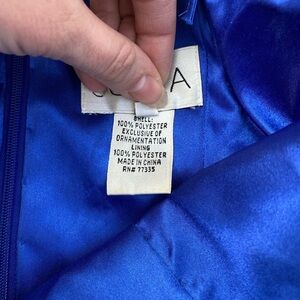 SHELL:
100% POLYESTER
EXCLUSIVE OF
ORNAMENTATION
LINING
100% POLYESTER
MADE IN CHINA
RN# 77335